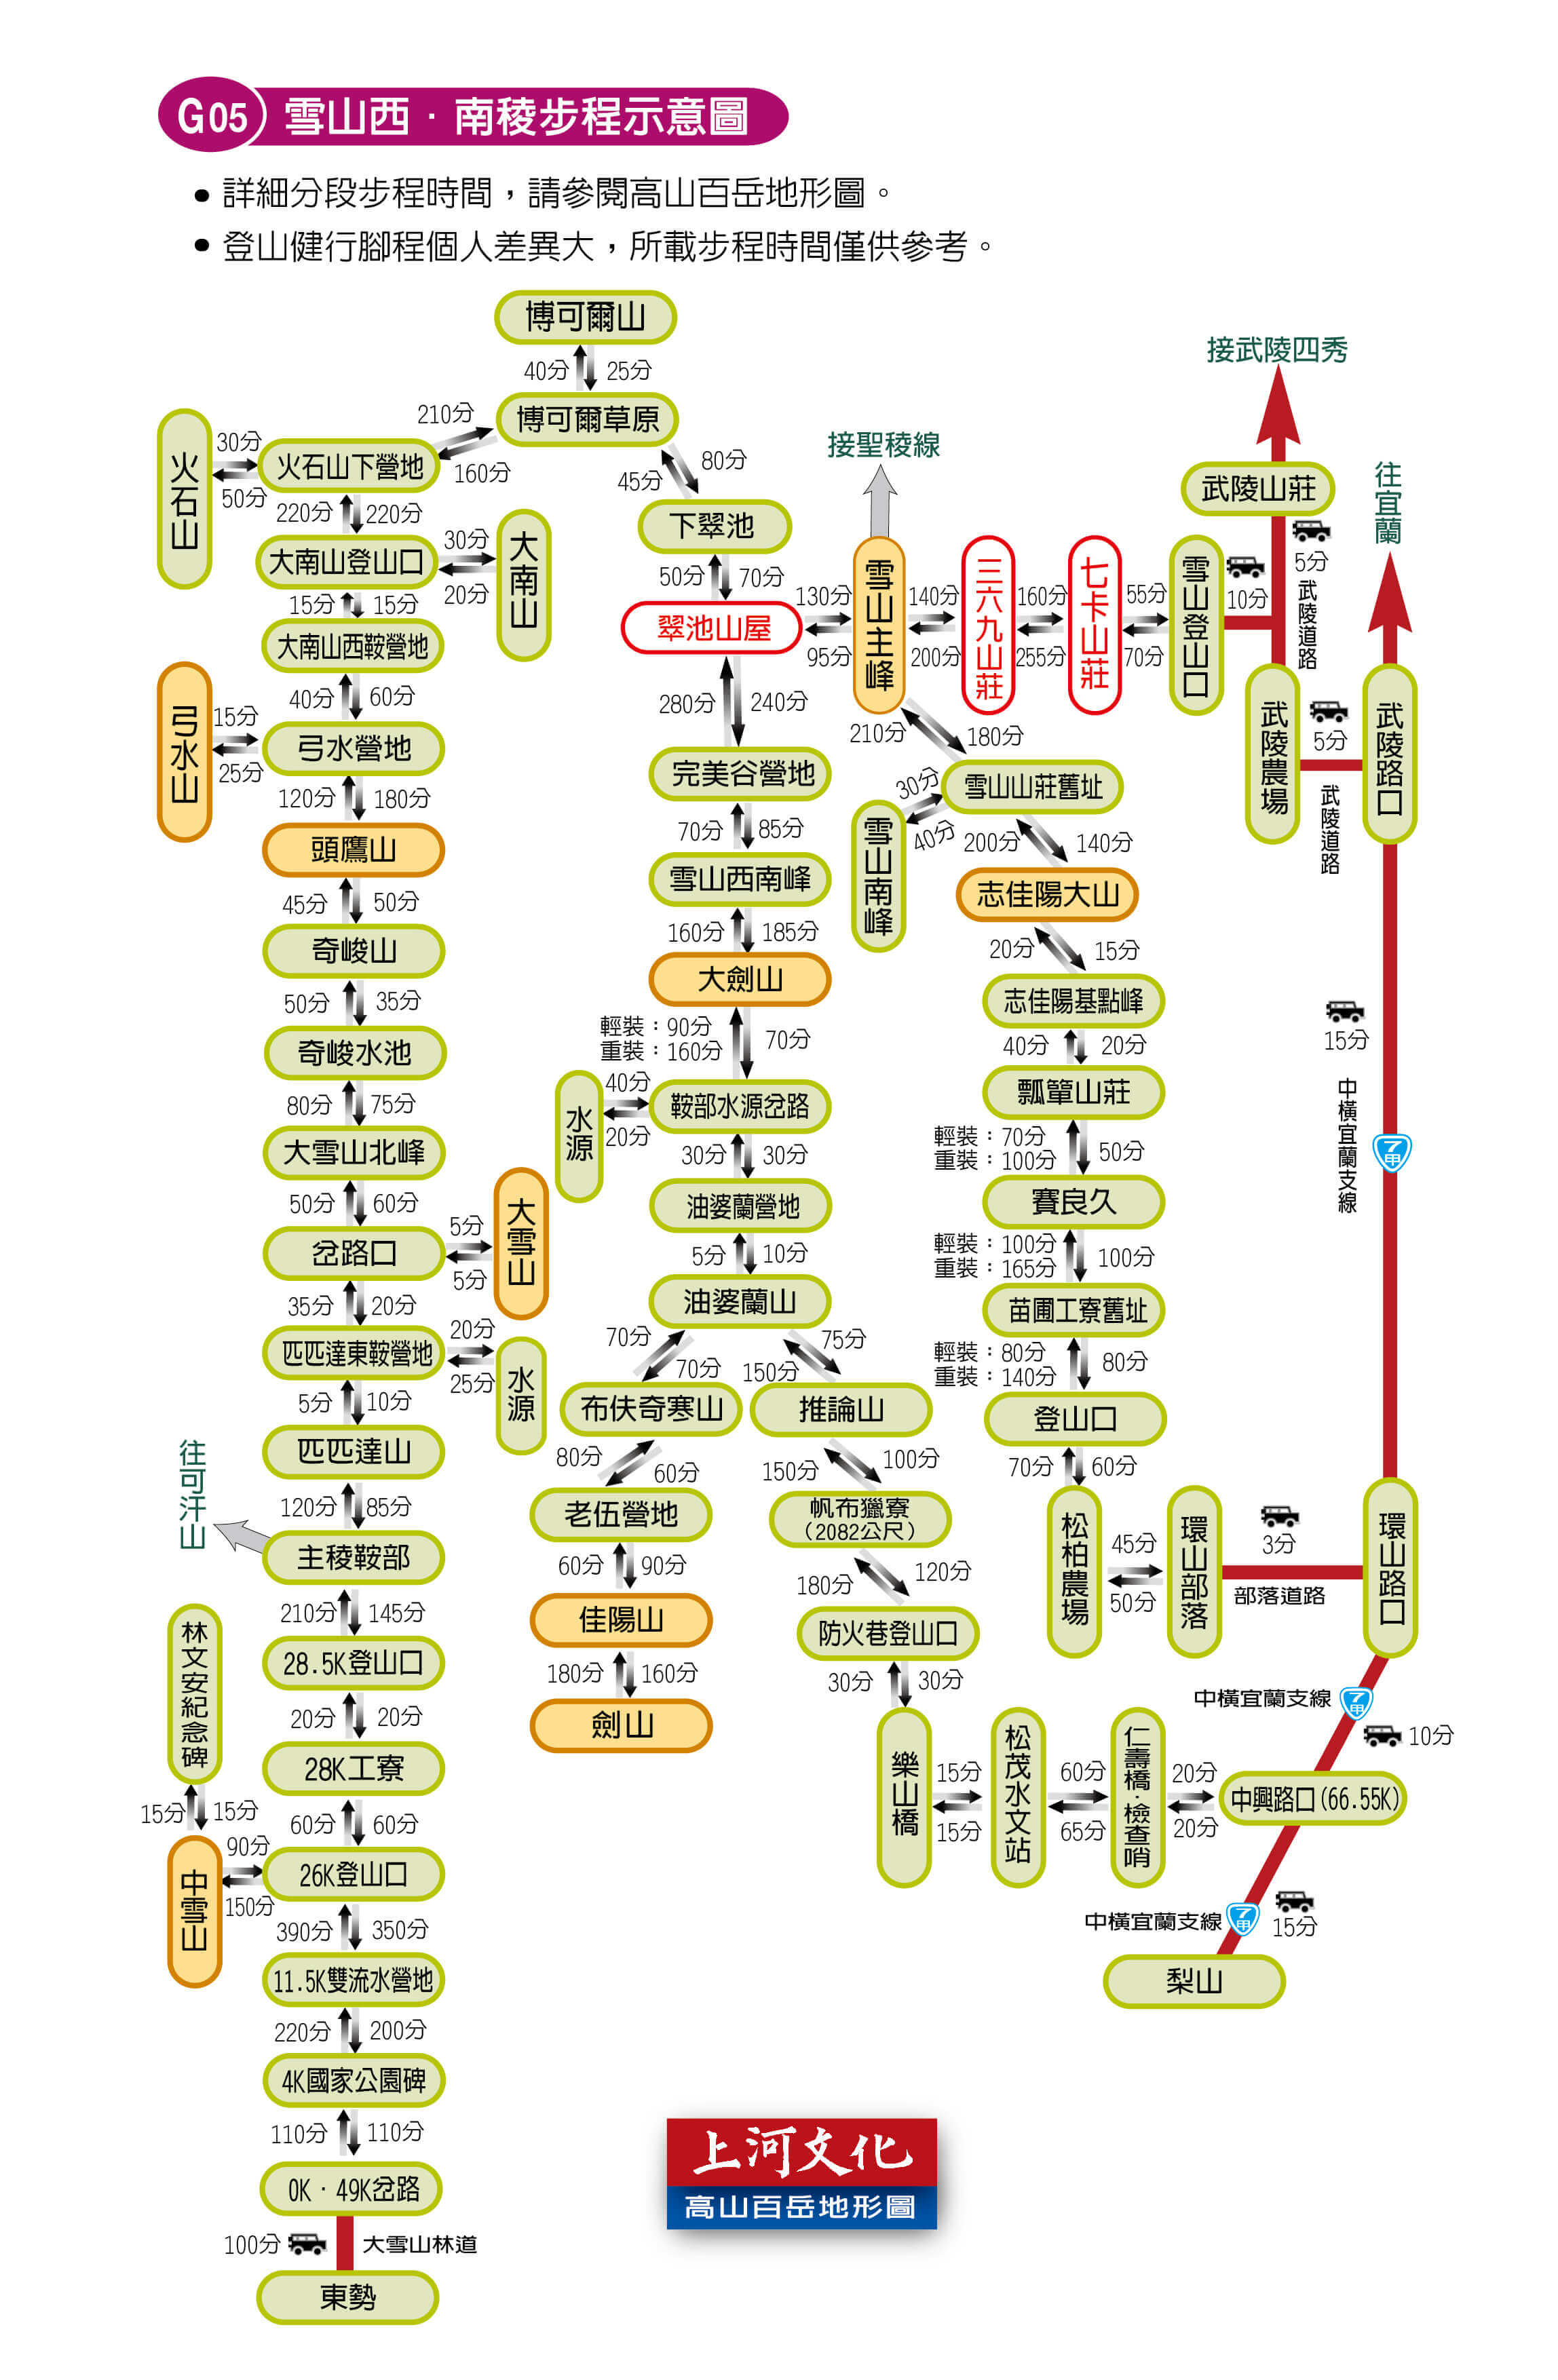 G05 雪山西．南稜步程示意圖
● 詳細分段步程時間，請參閱高山百岳地形圖。
● 登山健行腳程個人差異大，所載步程時間僅供參考。
博可爾山
40分 25分
博可爾草原
210分
160分
火石山
30分
50分
火石山下營地
220分 220分
大南山登山口
30分
20分
大南山
15分 15分
大南山西鞍營地
40分 60分
弓水山
15分
25分
弓水營地
120分 180分
頭鷹山
45分 50分
奇峻山
50分 35分
奇峻水池
80分 75分
大雪山北峰
50分 60分
岔路口
5分
5分
大雪山
35分 20分
匹匹達東鞍營地
20分
25分
水源
5分 10分
匹匹達山
120分 85分
往可汗山
主稜鞍部
210分 145分
28.5K登山口
20分 20分
28K工寮
60分 60分
林文安紀念碑
15分 15分
中雪山
90分
150分
26K登山口
390分 350分
11.5K雙流水營地
220分 200分
4K國家公園碑
110分 110分
0K．49K岔路
100分 大雪山林道
東勢
45分 80分
下翠池
50分 70分
翠池山屋
130分
95分
280分 240分
完美谷營地
70分 85分
雪山西南峰
160分 185分
大劍山
輕裝：90分
重裝：160分
70分
水源
40分
20分
鞍部水源岔路
30分 30分
油婆蘭營地
5分 10分
油婆蘭山
70分
70分
布伕奇寒山
80分
60分
老伍營地
60分 90分
佳陽山
180分 160分
劍山
75分
150分
推論山
150分 100分
帆布獵寮
（2082公尺）
180分 120分
防火巷登山口
30分 30分
樂山橋
15分
15分
松茂水文站
60分
65分
仁壽橋．檢查哨
20分
20分
中興路口(66.55K)
接聖稜線
雪山主峰
140分
200分
三六九山莊
160分
255分
七卡山莊
55分
70分
雪山登山口
10分
210分 180分
雪山山莊舊址
30分
40分
雪山南峰
200分 140分
志佳陽大山
20分 15分
志佳陽基點峰
40分 20分
瓢簞山莊
輕裝：70分
重裝：100分
50分
賽良久
輕裝：100分
重裝：165分
100分
苗圃工寮舊址
輕裝：80分
重裝：140分
80分
登山口
70分 60分
松柏農場
45分
50分
環山部落
3分
部落道路
環山路口
接武陵四秀
武陵山莊
5分
武陵道路
武陵農場
5分
武陵道路
往宜蘭
武陵路口
15分
中橫宜蘭支線
7甲
中橫宜蘭支線 7甲
10分
中橫宜蘭支線 7甲
15分
梨山
上河文化
高山百岳地形圖